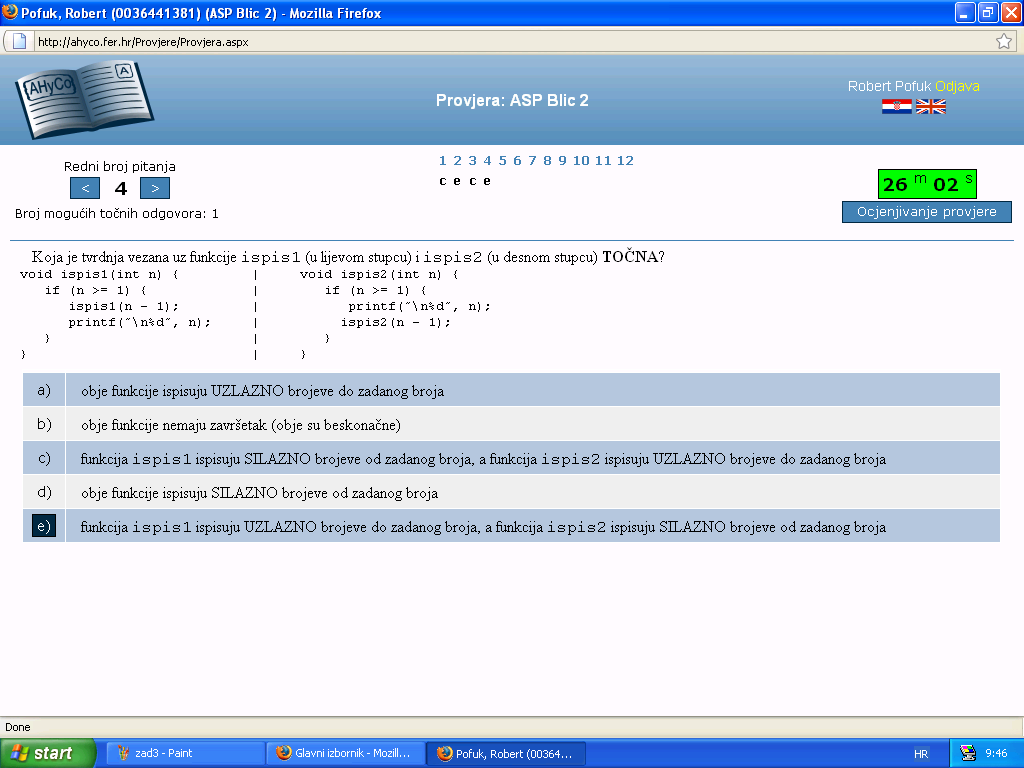 Pofuk, Robert (0036441381) (ASP Blic 2) - Mozilla Firefox
http://ahyco.fer.hr/Provjere/Provjera.aspx
{AHyCo} A
Provjera: ASP Blic 2
Robert Pofuk Odjava
Redni broj pitanja
< 4 >
Broj mogućih točnih odgovora: 1
1 2 3 4 5 6 7 8 9 10 11 12
c e c e
26 m 02 s
Ocjenjivanje provjere
Koja je tvrdnja vezana uz funkcije ispis1 (u lijevom stupcu) i ispis2 (u desnom stupcu) TOČNA?
void ispis1(int n) { | void ispis2(int n) {
if (n >= 1) { | if (n >= 1) {
ispis1(n - 1); | printf("\n%d", n);
printf("\n%d", n); | ispis2(n - 1);
} | }
} | }
a) obje funkcije ispisuju UZLAZNO brojeve do zadanog broja
b) obje funkcije nemaju završetak (obje su beskonačne)
c) funkcija ispis1 ispisuju SILAZNO brojeve od zadanog broja, a funkcija ispis2 ispisuju UZLAZNO brojeve do zadanog broja
d) obje funkcije ispisuju SILAZNO brojeve od zadanog broja
e) funkcija ispis1 ispisuju UZLAZNO brojeve do zadanog broja, a funkcija ispis2 ispisuju SILAZNO brojeve od zadanog broja
Done
start zad3 - Paint Glavni izbornik - Mozill... Pofuk, Robert (00364... HR 9:46